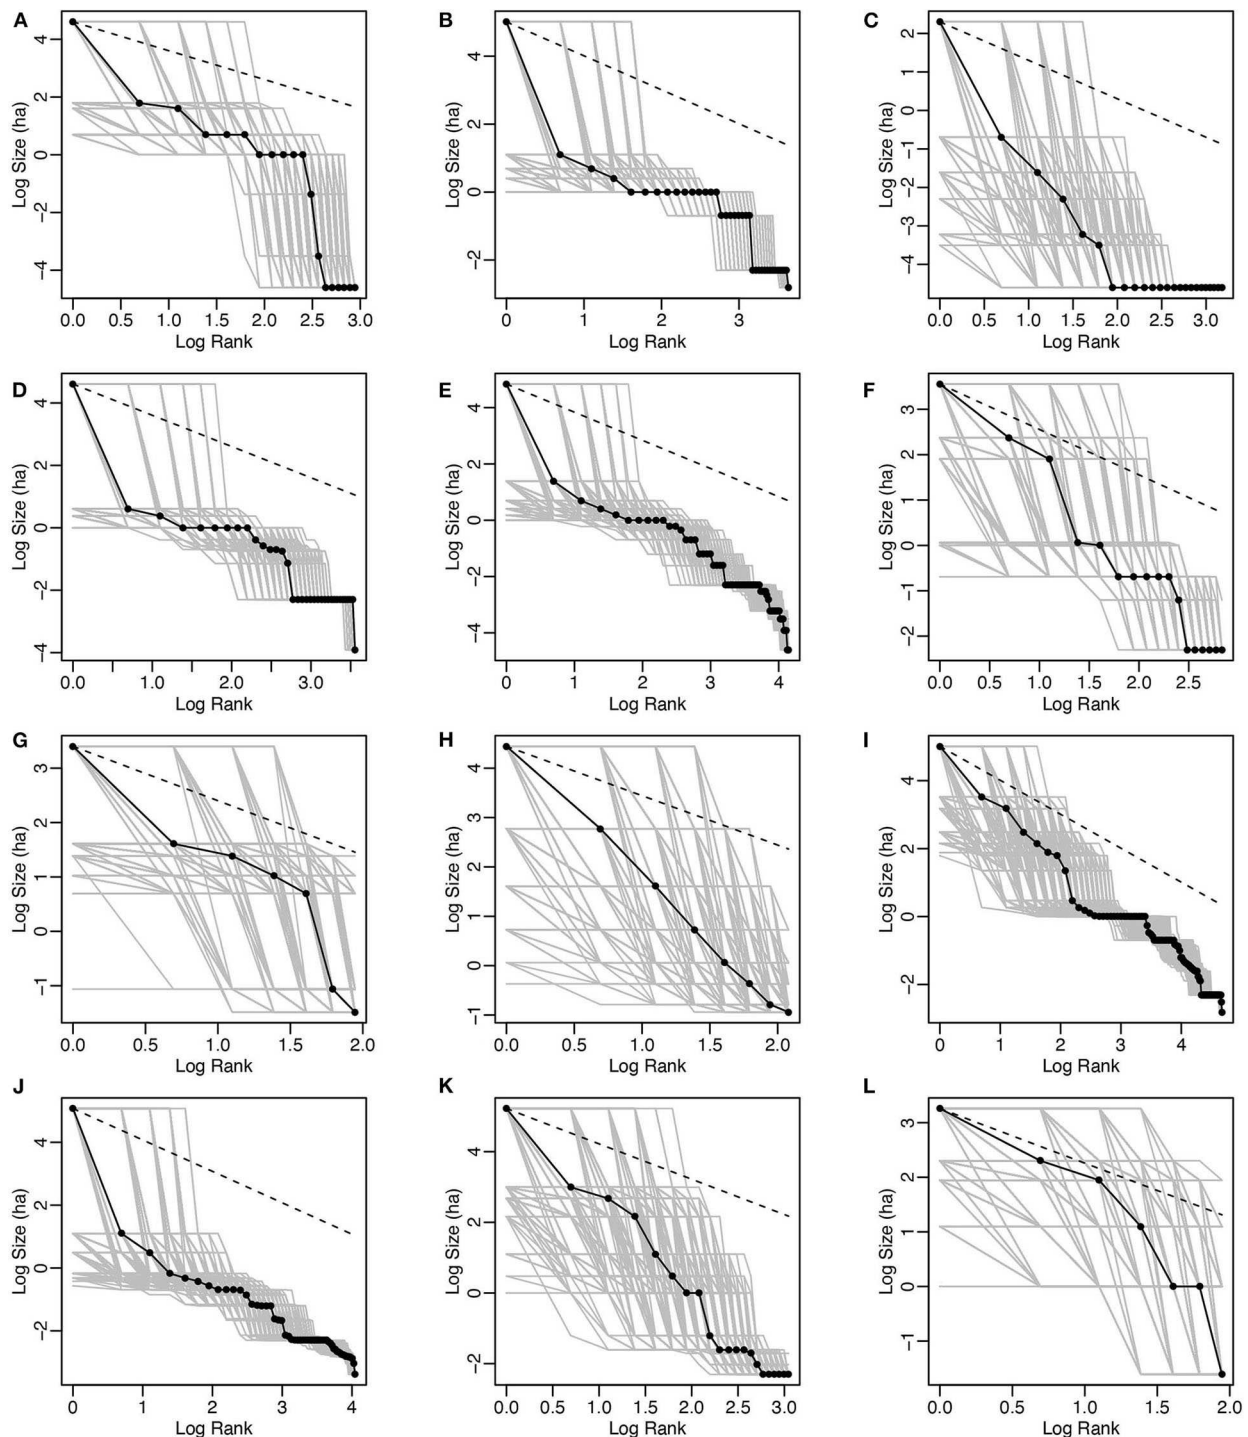 A B C
Log Size (ha) 4 2 0 −2 −4
0.0 0.5 1.0 1.5 2.0 2.5 3.0
Log Rank
Log Size (ha) 4 2 0 −2
0 1 2 3
Log Rank
Log Size (ha) 2 1 0 −1 −2 −3 −4
0.0 0.5 1.0 1.5 2.0 2.5 3.0
Log Rank
D E F
Log Size (ha) 4 2 0 −2 −4
0.0 1.0 2.0 3.0
Log Rank
Log Size (ha) 4 2 0 −2 −4
0 1 2 3 4
Log Rank
Log Size (ha) 3 2 1 0 −1 −2
0.0 0.5 1.0 1.5 2.0 2.5
Log Rank
G H I
Log Size (ha) 3 2 1 0 −1
0.0 0.5 1.0 1.5 2.0
Log Rank
Log Size (ha) 4 3 2 1 0 −1
0.0 0.5 1.0 1.5 2.0
Log Rank
Log Size (ha) 4 2 0 −2
0 1 2 3 4
Log Rank
J K L
Log Size (ha) 4 2 0 −2
0 1 2 3 4
Log Rank
Log Size (ha) 4 2 0 −2
0.0 0.5 1.0 1.5 2.0 2.5 3.0
Log Rank
Log Size (ha) 3 2 1 0 −1
0.0 0.5 1.0 1.5 2.0
Log Rank